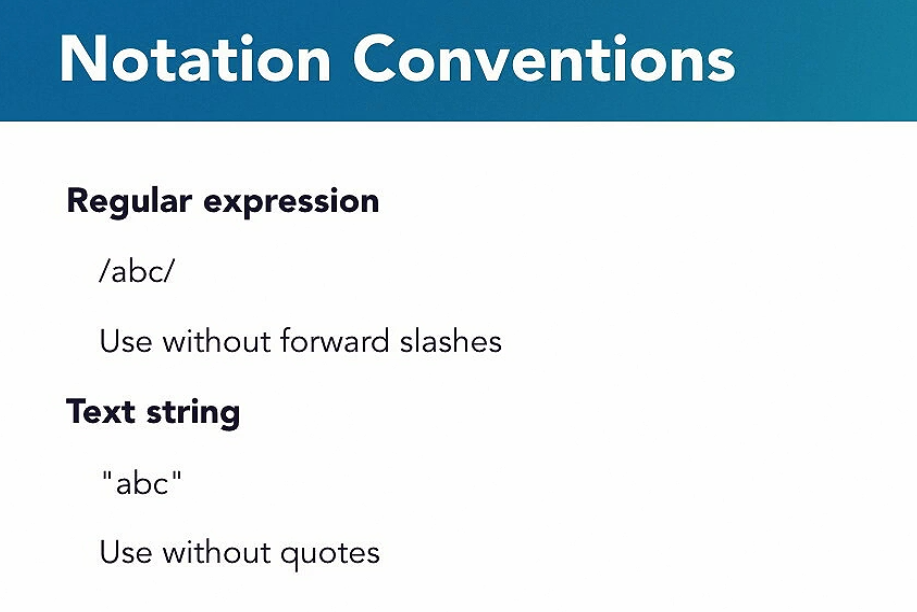 Notation Conventions
Regular expression
/abc/
Use without forward slashes
Text string
"abc"
Use without quotes